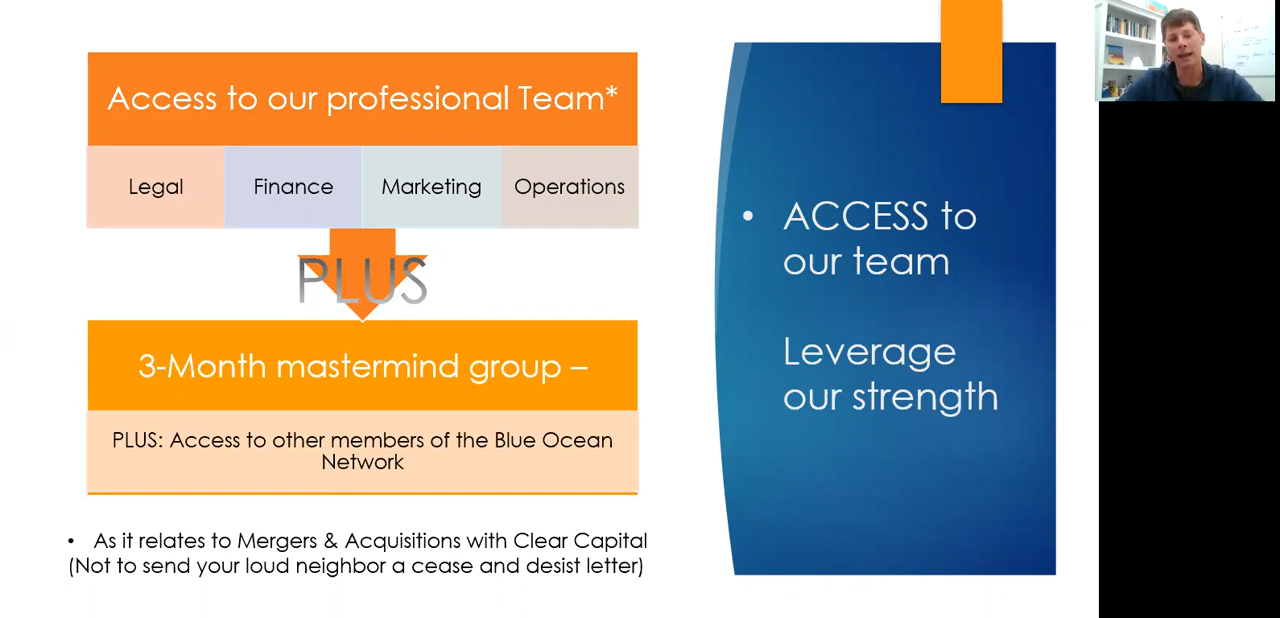 Access to our professional Team*
Legal
Finance
Marketing
Operations
PLUS
3-Month mastermind group –
PLUS: Access to other members of the Blue Ocean
Network
• As it relates to Mergers & Acquisitions with Clear Capital
(Not to send your loud neighbor a cease and desist letter)
• ACCESS to
our team
Leverage
our strength